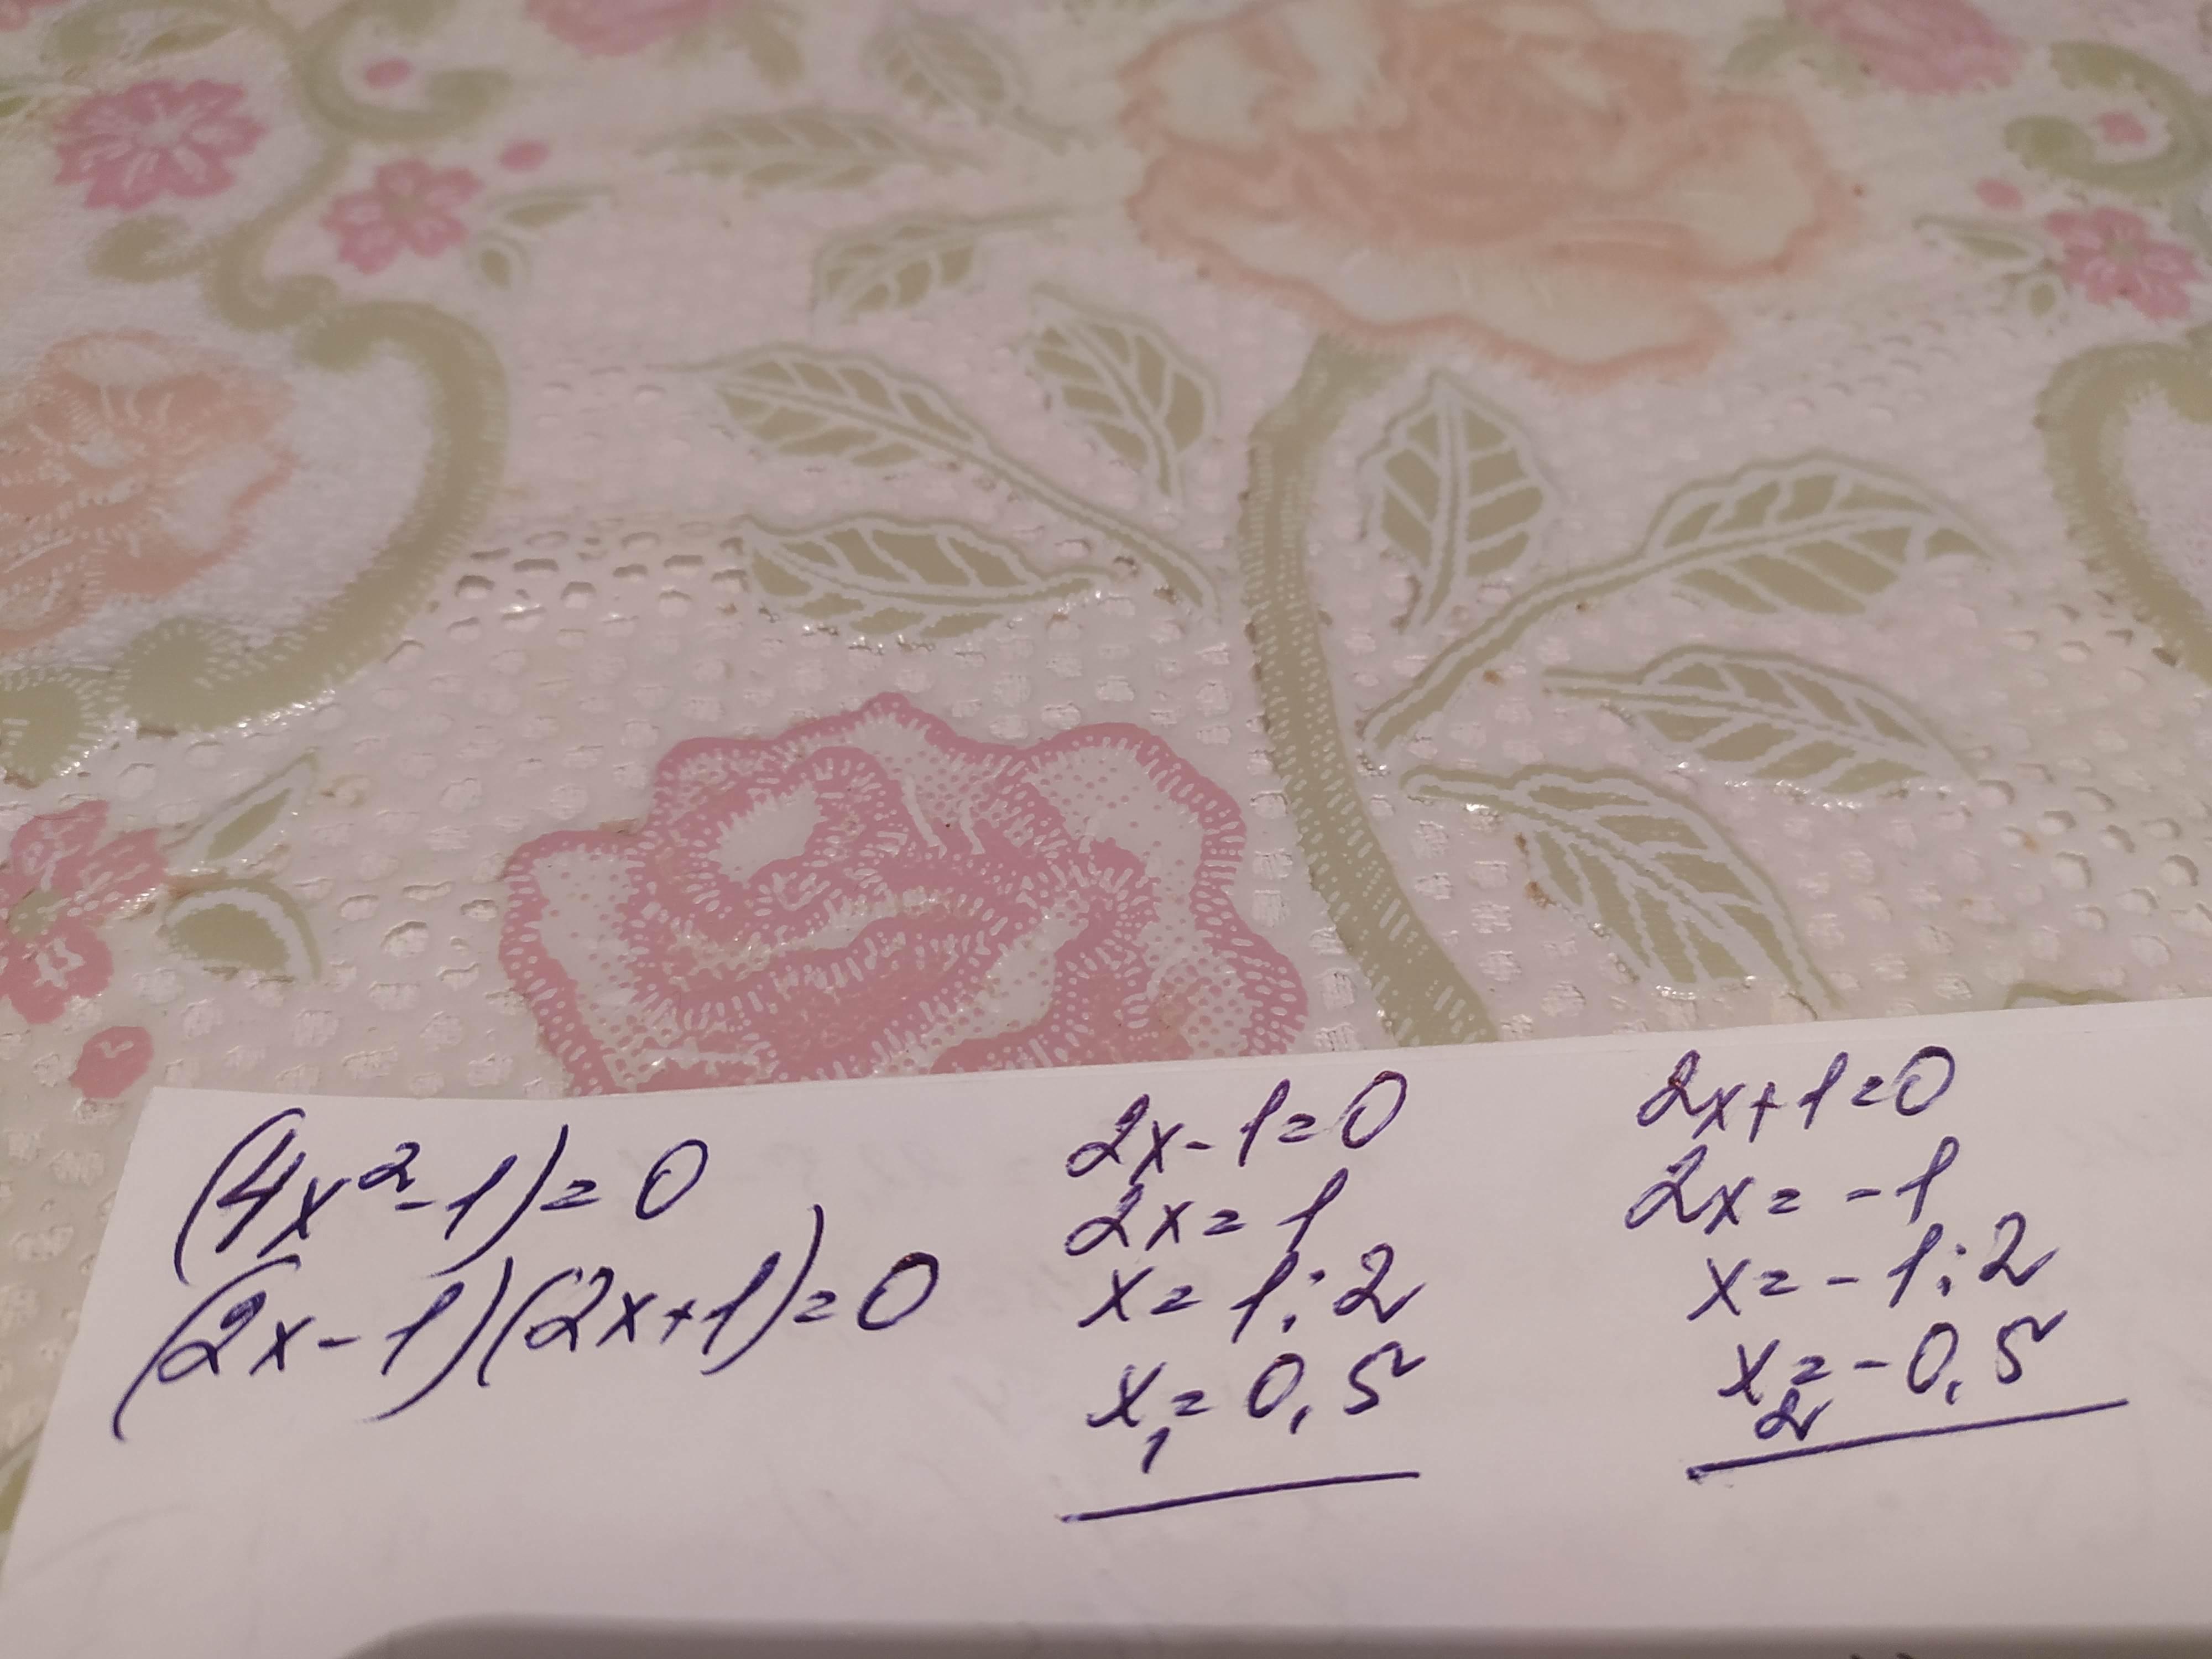 (4x²-1)=0
(2x-1)(2x+1)=0
2x-1=0
2x=1
x=1:2
x₁=0,5
2x+1=0
2x=-1
x=-1:2
x₂=-0,5